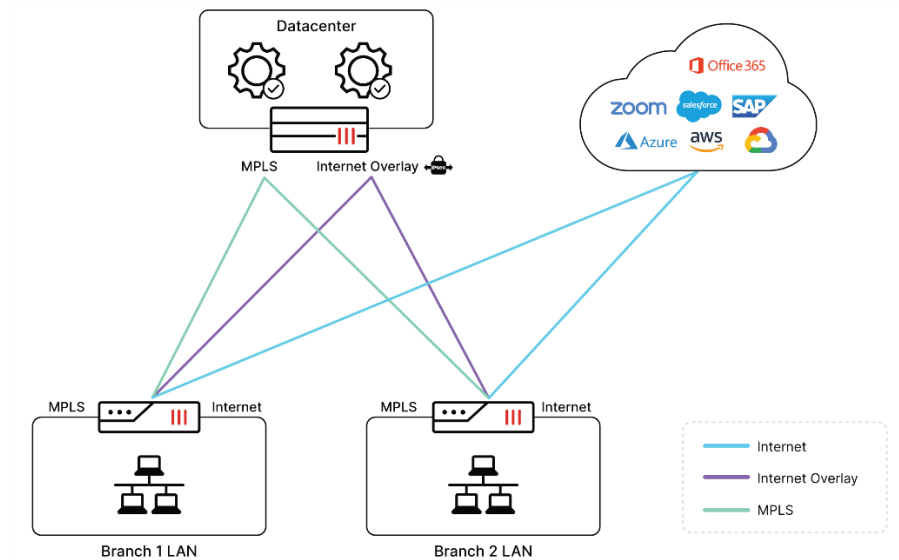 Datacenter
Office 365
zoom
salesforce
SAP
Azure
aws
MPLS
Internet Overlay
MPLS
Internet
MPLS
Internet
Internet
Internet Overlay
MPLS
Branch 1 LAN
Branch 2 LAN